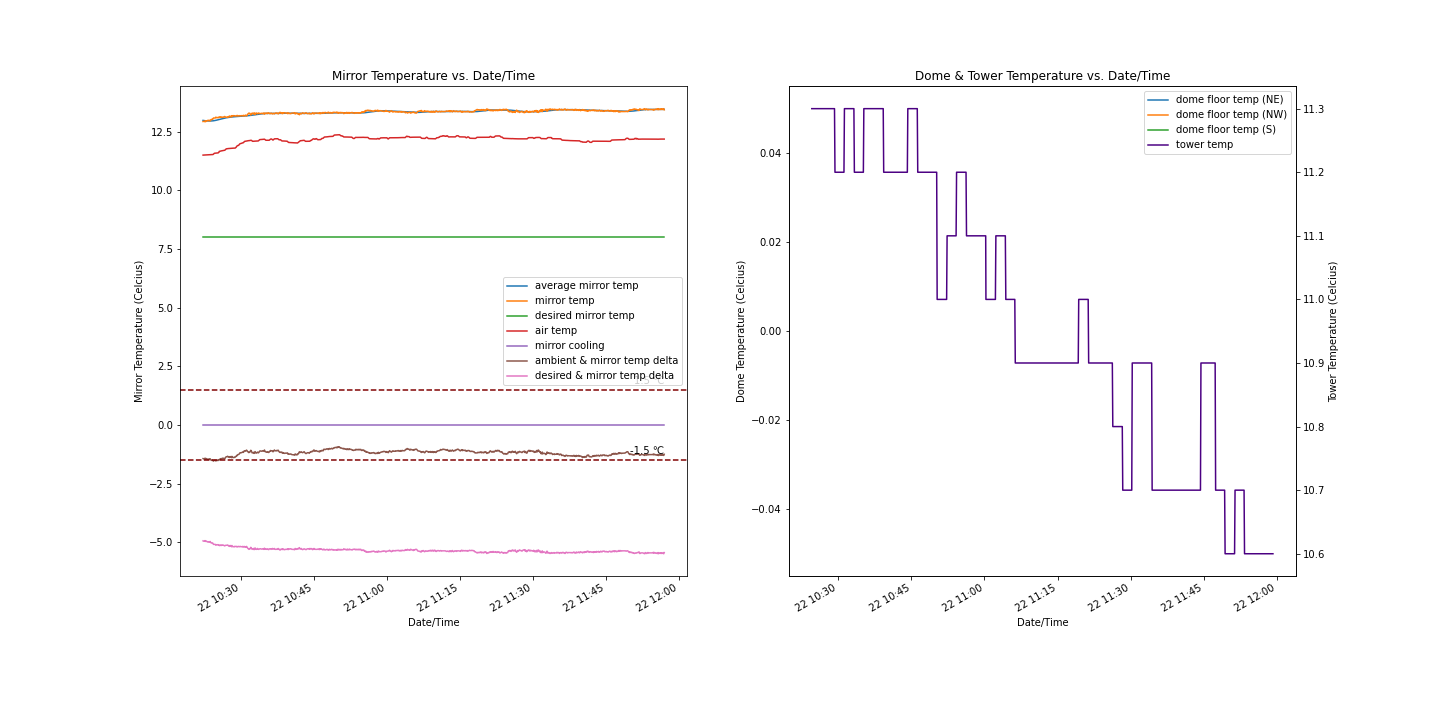 Mirror Temperature vs. Date/Time
Mirror Temperature (Celcius)
12.5
10.0
7.5
5.0
2.5
0.0
−2.5
−5.0
average mirror temp
mirror temp
desired mirror temp
air temp
mirror cooling
ambient & mirror temp delta
desired & mirror temp delta
-1.5 °C
22 10:30
22 10:45
22 11:00
22 11:15
22 11:30
22 11:45
22 12:00
Date/Time
Dome & Tower Temperature vs. Date/Time
Dome Temperature (Celcius)
0.04
0.02
0.00
−0.02
−0.04
dome floor temp (NE)
dome floor temp (NW)
dome floor temp (S)
tower temp
11.3
11.2
11.1
11.0
10.9
10.8
10.7
10.6
Tower Temperature (Celcius)
22 10:30
22 10:45
22 11:00
22 11:15
22 11:30
22 11:45
22 12:00
Date/Time